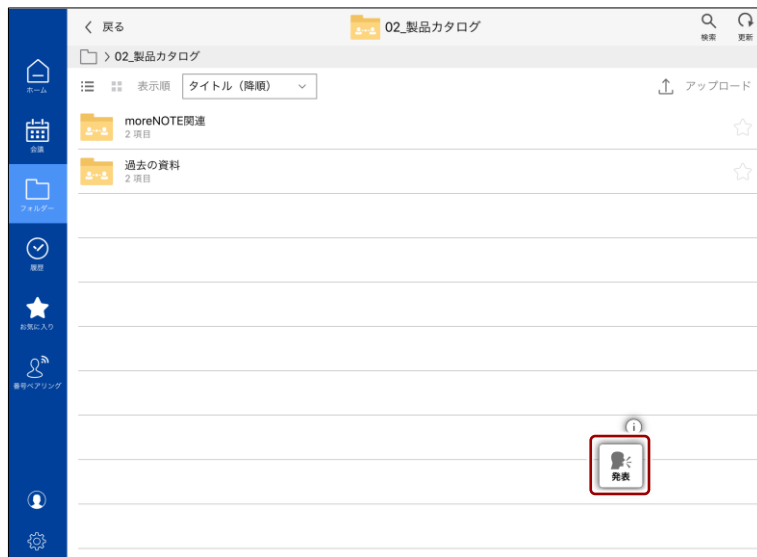 戻る
02_製品カタログ
検索
更新
> 02_製品カタログ
表示順
タイトル（降順）
アップロード
ホーム
会議
フォルダー
履歴
お気に入り
番号ペアリング
moreNOTE関連
2 項目
過去の資料
2 項目
発表